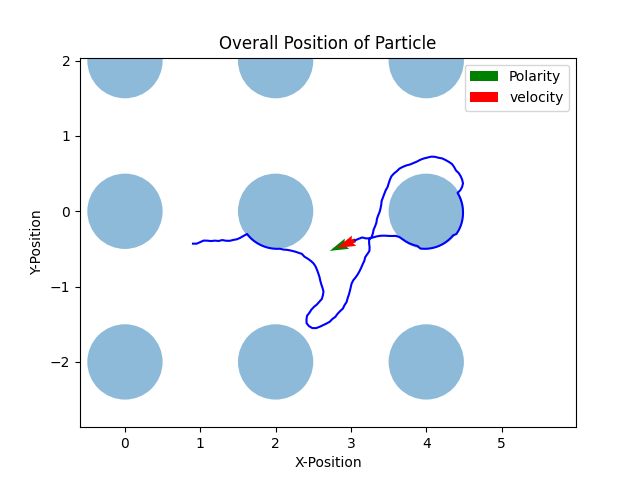 Overall Position of Particle
Polarity
velocity
2
1
0
−1
−2
Y-Position
0 1 2 3 4 5
X-Position